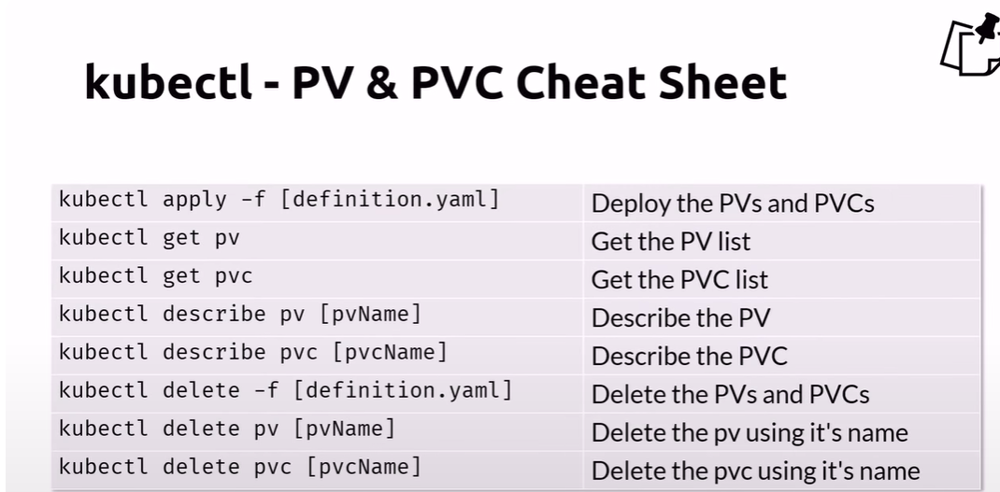 kubectl - PV & PVC Cheat Sheet
kubectl apply -f [definition.yaml] Deploy the PVs and PVCs
kubectl get pv Get the PV list
kubectl get pvc Get the PVC list
kubectl describe pv [pvName] Describe the PV
kubectl describe pvc [pvcName] Describe the PVC
kubectl delete -f [definition.yaml] Delete the PVs and PVCs
kubectl delete pv [pvName] Delete the pv using it's name
kubectl delete pvc [pvcName] Delete the pvc using it's name